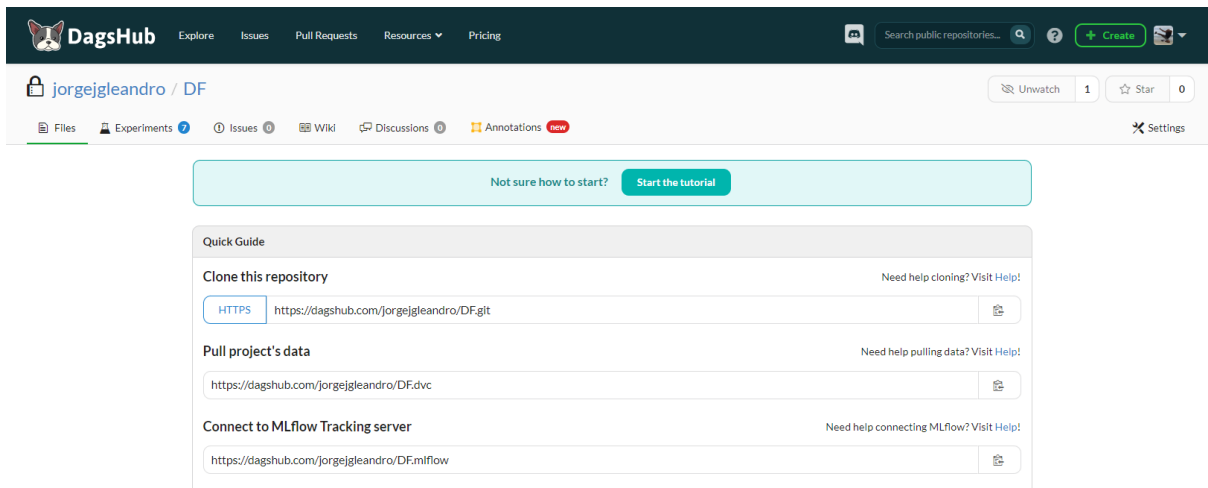 DagsHub Explore Issues Pull Requests Resources Pricing Search public repositories... + Create
jorgejgleandro / DF Unwatch 1 Star 0
Files Experiments 7 Issues 0 Wiki Discussions 0 Annotations new Settings
Not sure how to start? Start the tutorial
Quick Guide
Clone this repository Need help cloning? Visit Help!
HTTPS https://dagshub.com/jorgejgleandro/DF.git
Pull project's data Need help pulling data? Visit Help!
https://dagshub.com/jorgejgleandro/DF.dvc
Connect to MLflow Tracking server Need help connecting MLflow? Visit Help!
https://dagshub.com/jorgejgleandro/DF.mlflow